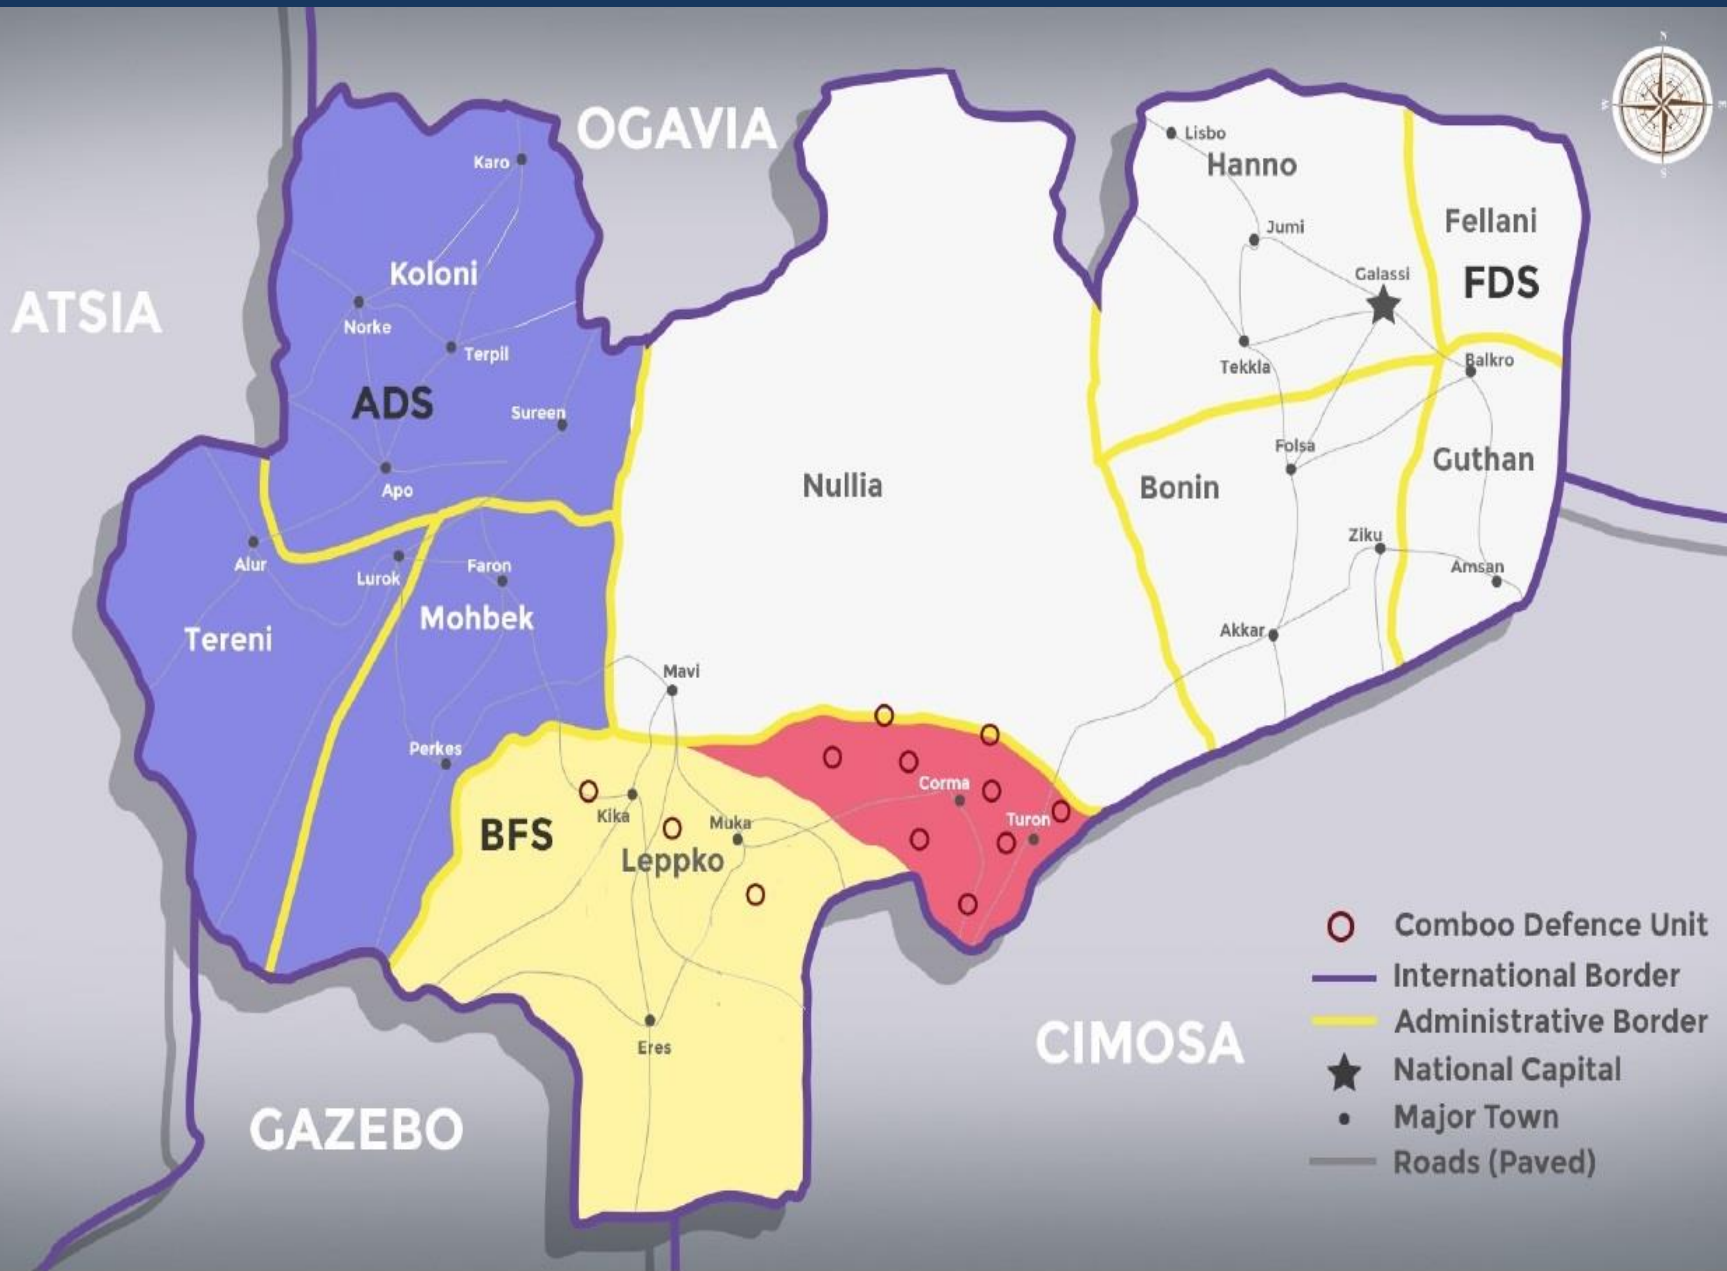 S
W
E
S
OGAVIA
Lisbo
Hanno
Karo
Fellani
Jumi
Koloni
Galassi
FDS
ATSIA
Norke
Terpil
Tekkla
Balkro
ADS
Sureen
Folsa
Guthan
Apo
Nullia
Bonin
Ziku
Alur
Lurok
Faron
Amsan
Mohbek
Akkar
Tereni
Mavi
Perkes
Corma
Kika
Muka
Turon
BFS
Leppko
Comboo Defence Unit
International Border
Eres
CIMOSA
Administrative Border
National Capital
GAZEBO
Major Town
Roads (Paved)